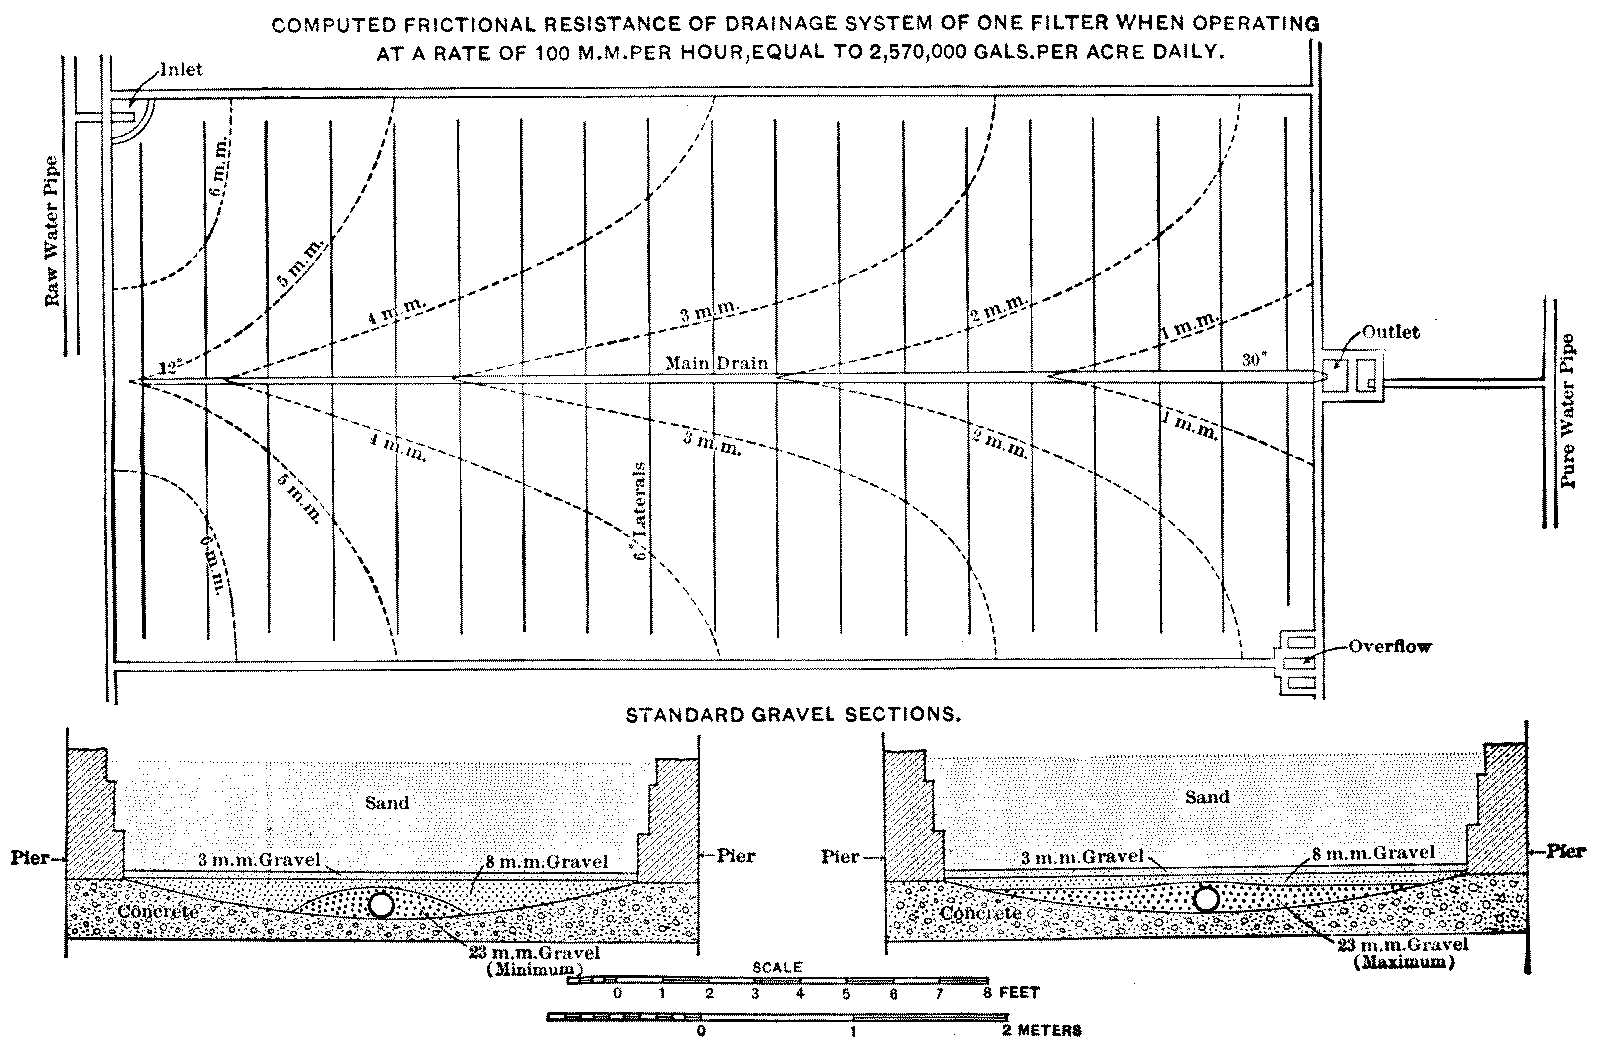 COMPUTED FRICTIONAL RESISTANCE OF DRAINAGE SYSTEM OF ONE FILTER WHEN OPERATING
AT A RATE OF 100 M.M.PER HOUR,EQUAL TO 2,570,000 GALS.PER ACRE DAILY.
Inlet
Raw Water Pipe
6 m.m.
5 m.m.
4 m.m.
3 m.m.
2 m.m.
1 m.m.
12"
Main Drain
30"
Outlet
Pure Water Pipe
6 m.m.
5 m.m.
4 m.m.
6" Laterals
3 m.m.
2 m.m.
1 m.m.
Overflow
STANDARD GRAVEL SECTIONS.
Sand
Pier
3 m.m.Gravel
8 m.m.Gravel
Pier
Concrete
23 m.m.Gravel
(Minimum)
Sand
Pier
3 m.m.Gravel
8 m.m.Gravel
Pier
Concrete
23 m.m.Gravel
(Maximum)
SCALE
0 1 2 3 4 5 6 7 8 FEET
0 1 2 METERS